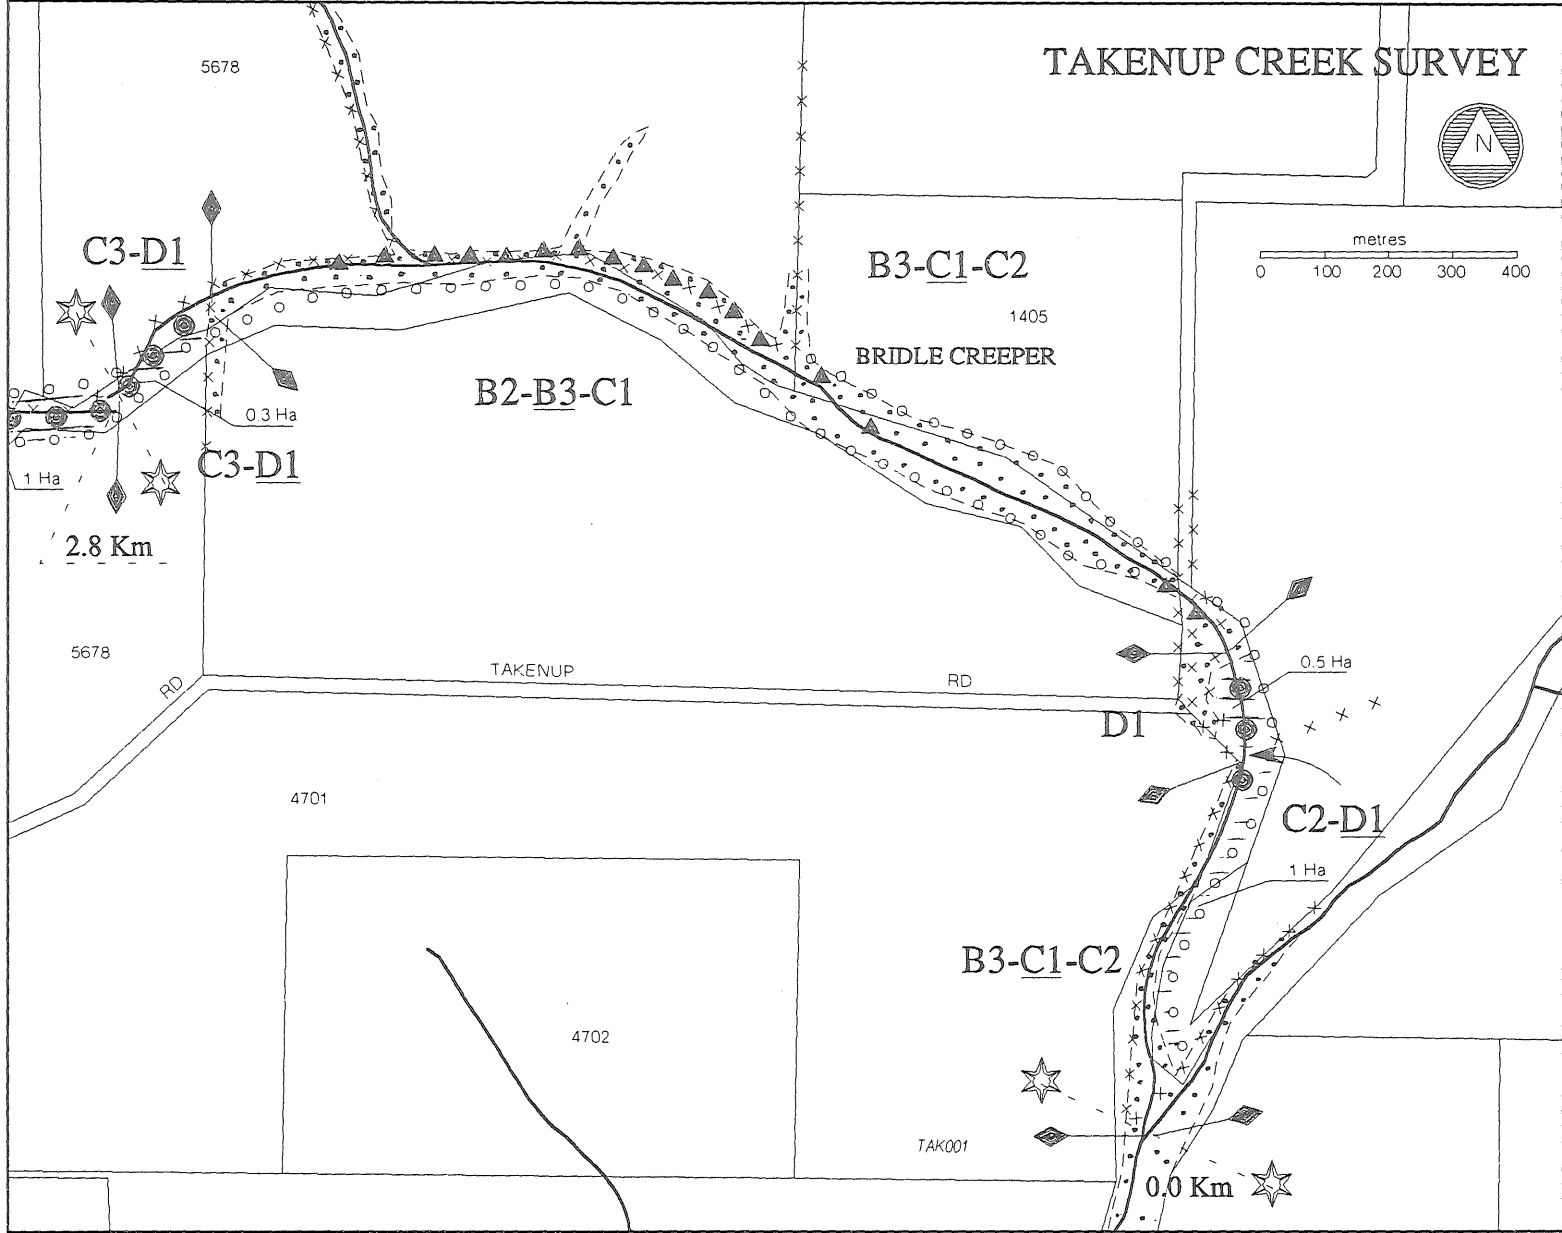 TAKENUP CREEK SURVEY
5678
N
metres
0 100 200 300 400
C3-D1
B3-C1-C2
1405
BRIDLE CREEPER
B2-B3-C1
0.3 Ha
C3-D1
1 Ha
2.8 Km
5678
RD
TAKENUP
RD
0.5 Ha
D1
4701
C2-D1
1 Ha
B3-C1-C2
4702
TAK001
0.0 Km